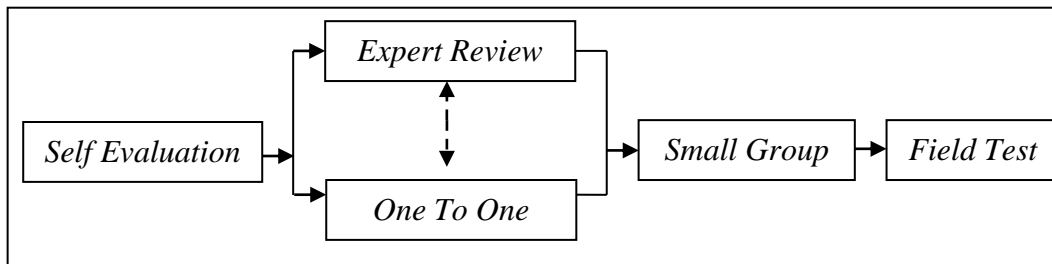 Self Evaluation
Expert Review
One To One
Small Group
Field Test